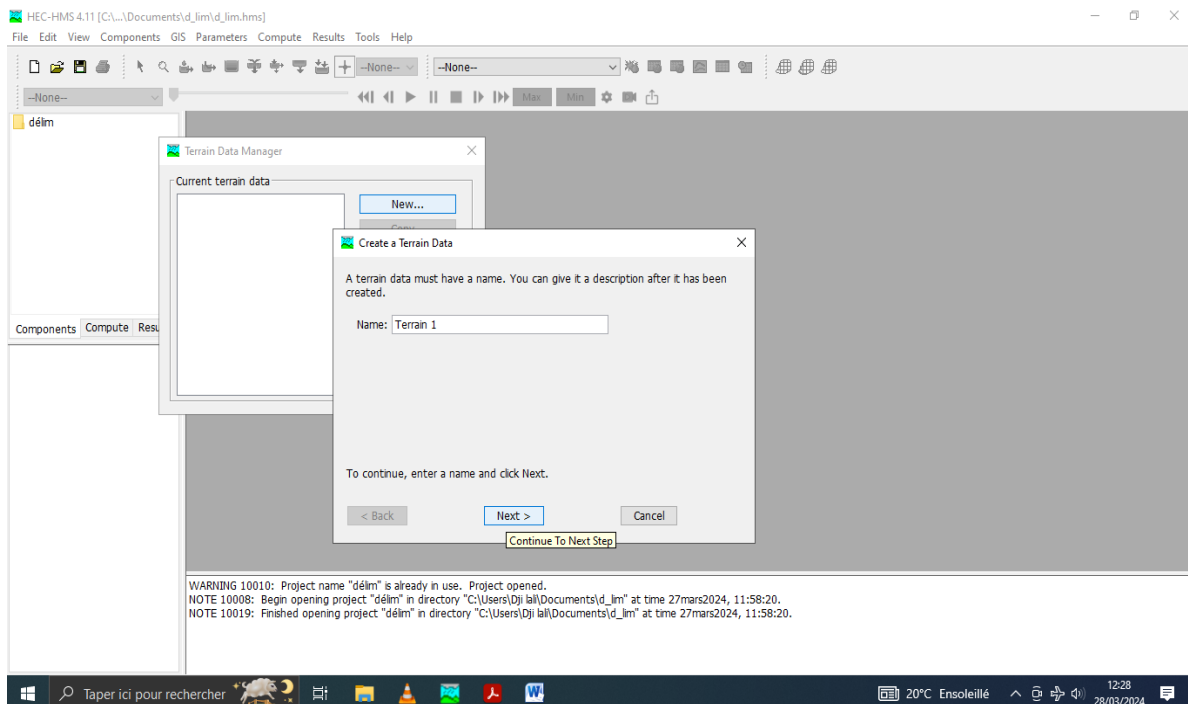 HEC-HMS 4.11 [C:\...\Documents\d_lim\d_lim.hms]
File Edit View Components GIS Parameters Compute Results Tools Help
--None-- --None--
--None-- Max Min
délim
Terrain Data Manager
Current terrain data
New...
Create a Terrain Data
A terrain data must have a name. You can give it a description after it has been
created.
Name: Terrain 1
Components Compute Resu
To continue, enter a name and click Next.
< Back Next > Cancel
Continue To Next Step
WARNING 10010: Project name "délim" is already in use. Project opened.
NOTE 10008: Begin opening project "délim" in directory "C:\Users\Dji lali\Documents\d_lim" at time 27mars2024, 11:58:20.
NOTE 10019: Finished opening project "délim" in directory "C:\Users\Dji lali\Documents\d_lim" at time 27mars2024, 11:58:20.
Taper ici pour rechercher
20°C Ensoleillé
12:28
28/03/2024